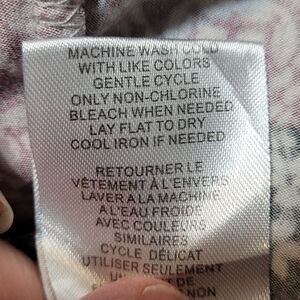 MACHINE WASH COLD
WITH LIKE COLORS
GENTLE CYCLE
ONLY NON-CHLORINE
BLEACH WHEN NEEDED
LAY FLAT TO DRY
COOL IRON IF NEEDED
RETOURNER LE
VÊTEMENT À L'ENVERS
LAVER A LA MACHINE
A L'EAU FROIDE
AVEC COULEURS
SIMILAIRES
CYCLE DÉLICAT
UTILISER SEULEMENT